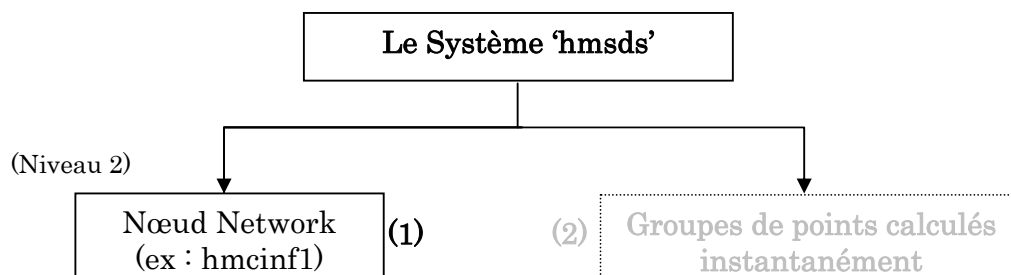 Le Système ‘hmsds’
(Niveau 2)
Nœud Network
(ex : hmcinf1)
(1)
(2)
Groupes de points calculés
instantanément